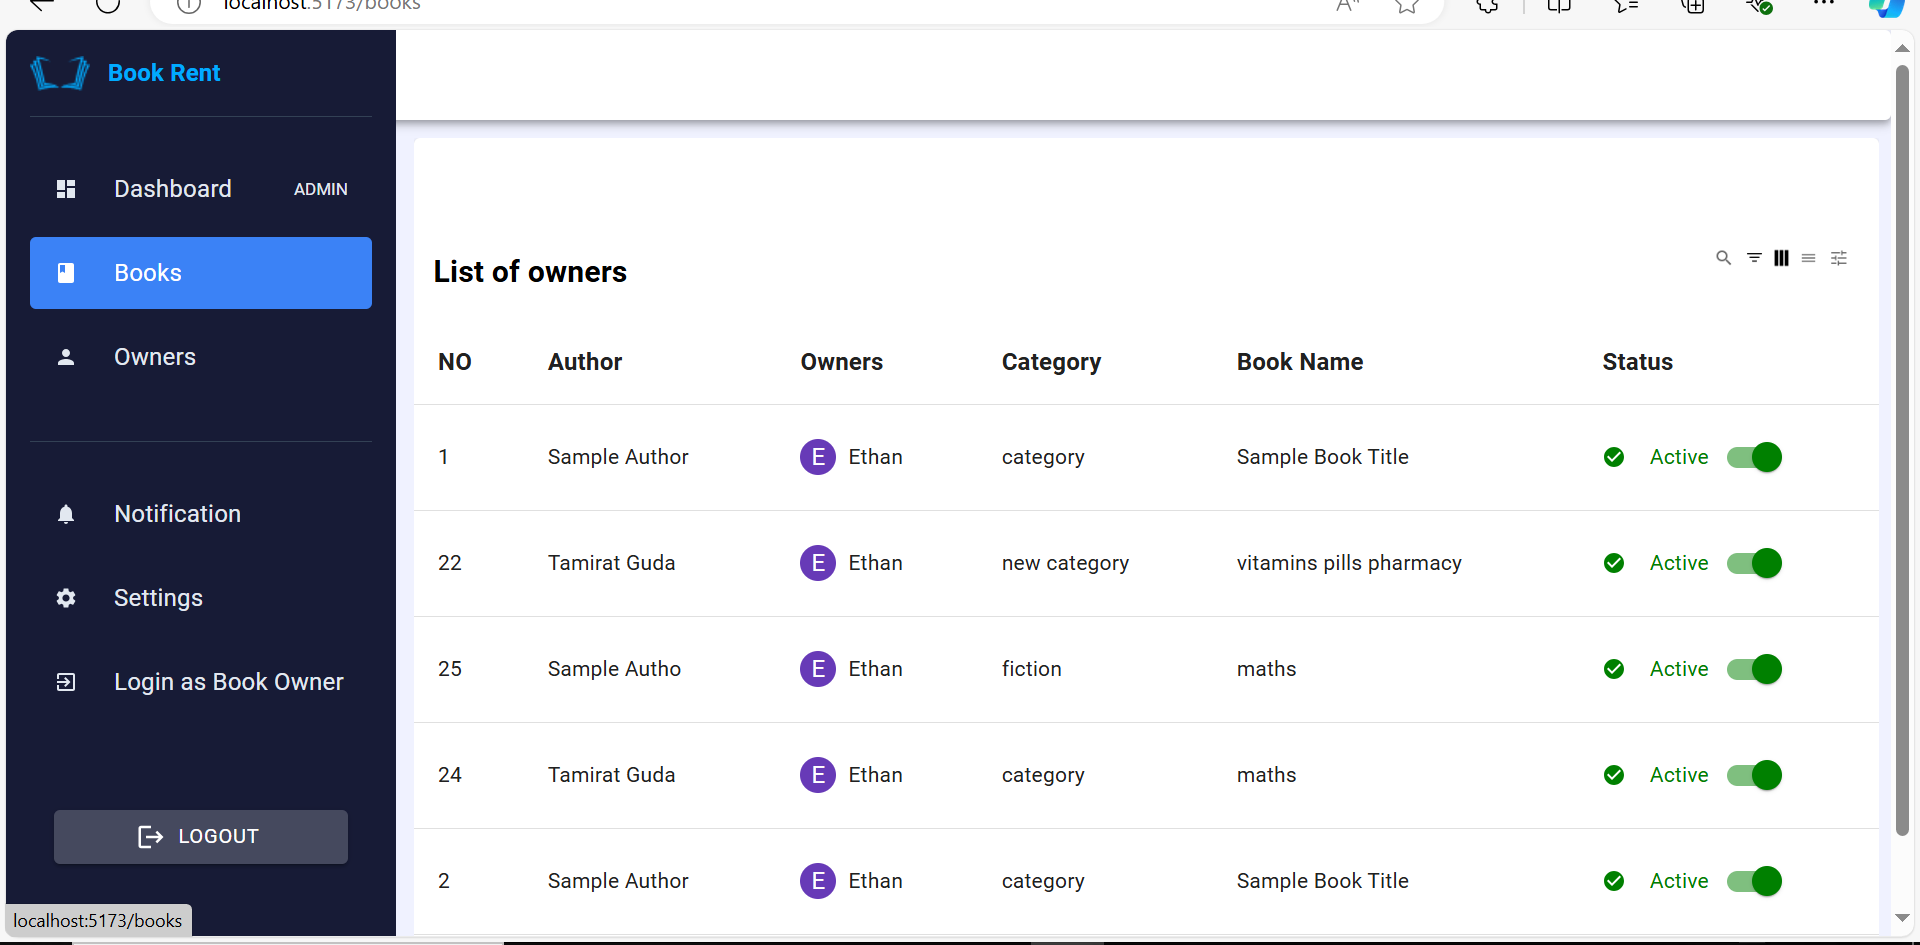 localhost:5173/books
Book Rent
Dashboard ADMIN
Books
Owners
Notification
Settings
Login as Book Owner
LOGOUT
localhost:5173/books
List of owners
NO Author Owners Category Book Name Status
1 Sample Author E Ethan category Sample Book Title Active
22 Tamirat Guda E Ethan new category vitamins pills pharmacy Active
25 Sample Autho E Ethan fiction maths Active
24 Tamirat Guda E Ethan category maths Active
2 Sample Author E Ethan category Sample Book Title Active